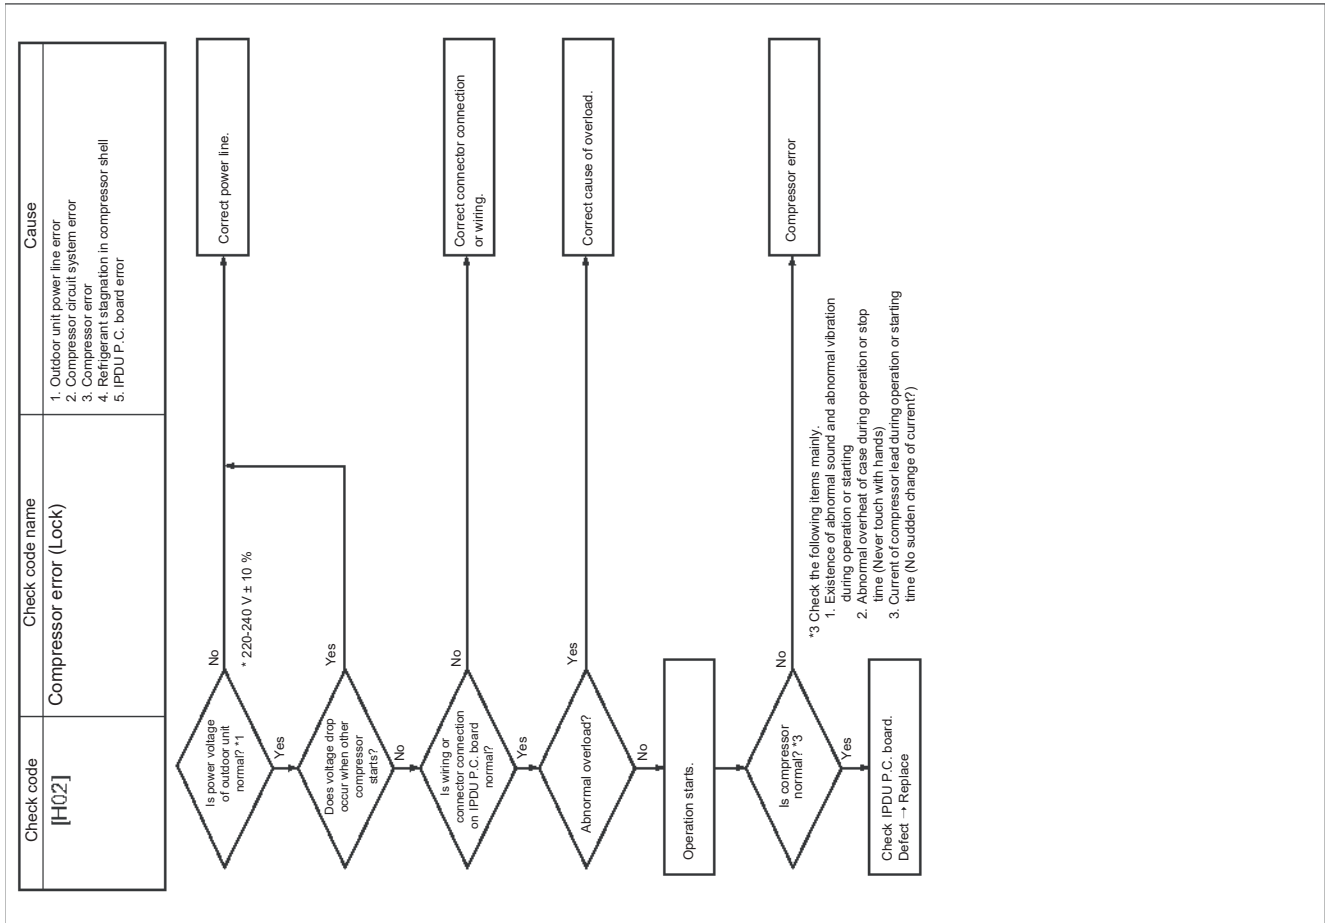 Check code
Check code name
Cause
[H02]
Compressor error (Lock)
1. Outdoor unit power line error
2. Compressor circuit system error
3. Compressor error
4. Refrigerant stagnation in compressor shell
5. IPDU P.C. board error
Is power voltage
of outdoor unit
normal? *1
No
* 220-240 V ± 10 %
Correct power line.
Yes
Does voltage drop
occur when other
compressor
starts?
Yes
No
Is wiring or
connector connection
on IPDU P.C. board
normal?
No
Correct connector connection
or wiring.
Yes
Abnormal overload?
Yes
Correct cause of overload.
No
Operation starts.
Is compressor
normal? *3
No
Compressor error
*3 Check the following items mainly.
1. Existence of abnormal sound and abnormal vibration
during operation or starting
2. Abnormal overheat of case during operation or stop
time (Never touch with hands)
3. Current of compressor lead during operation or starting
time (No sudden change of current?)
Yes
Check IPDU P.C. board.
Defect → Replace